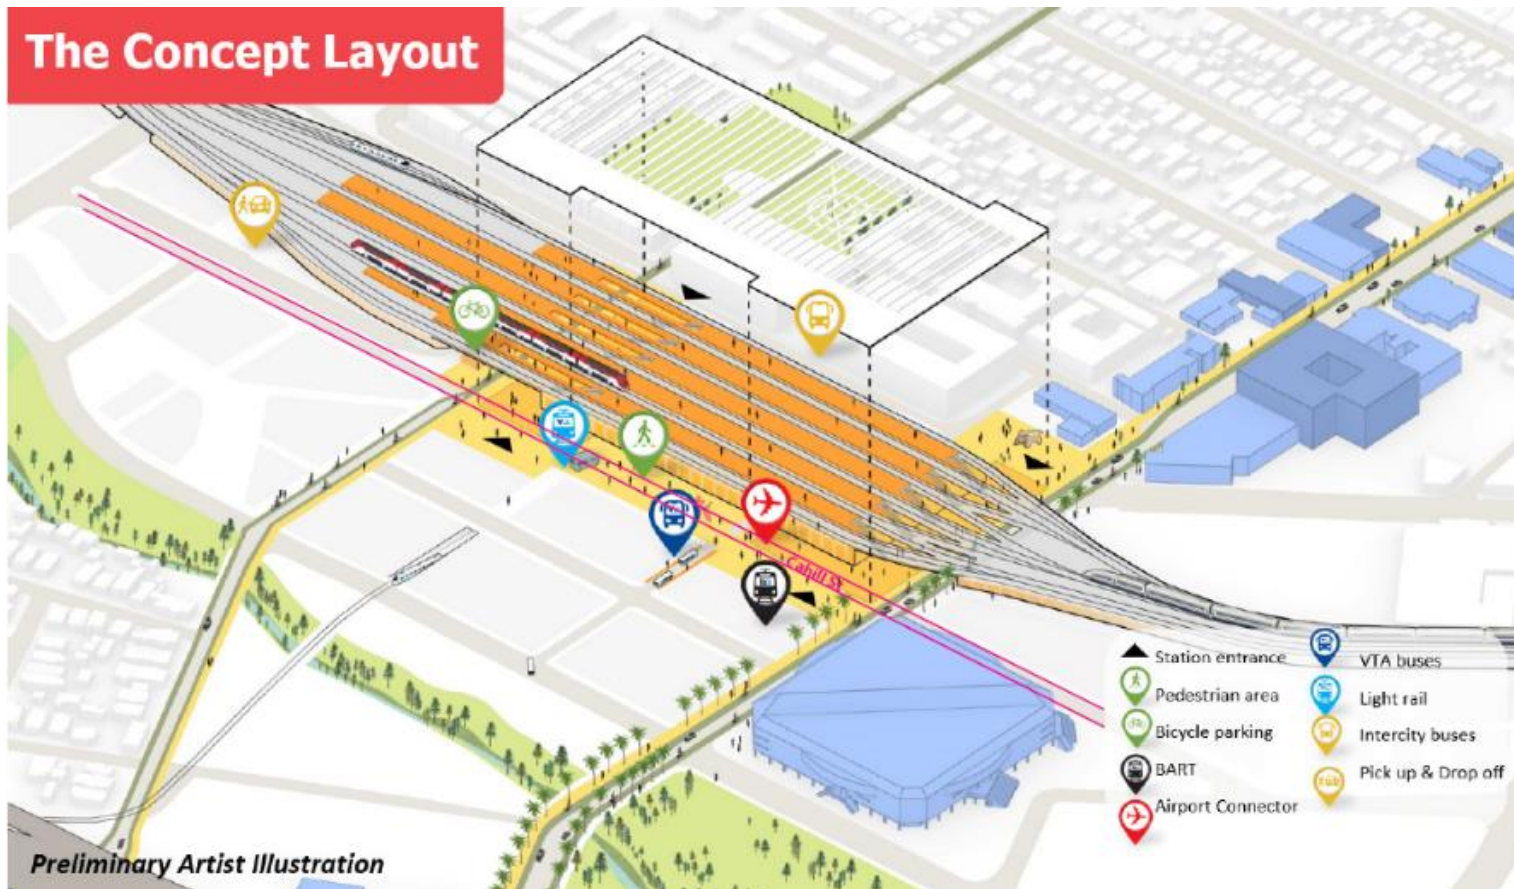 The Concept Layout
Cahill St
Station entrance
Pedestrian area
Bicycle parking
BART
Airport Connector
VTA buses
Light rail
Intercity buses
Pick up & Drop off
Preliminary Artist Illustration